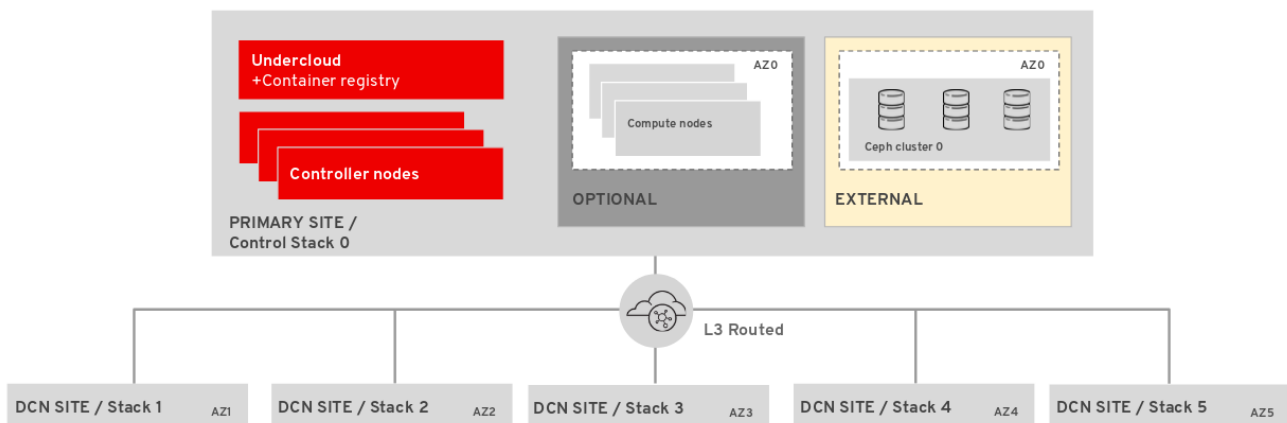 Undercloud
+Container registry
Controller nodes
PRIMARY SITE /
Control Stack 0
AZ0
Compute nodes
OPTIONAL
AZ0
Ceph cluster 0
EXTERNAL
L3 Routed
DCN SITE / Stack 1
AZ1
DCN SITE / Stack 2
AZ2
DCN SITE / Stack 3
AZ3
DCN SITE / Stack 4
AZ4
DCN SITE / Stack 5
AZ5